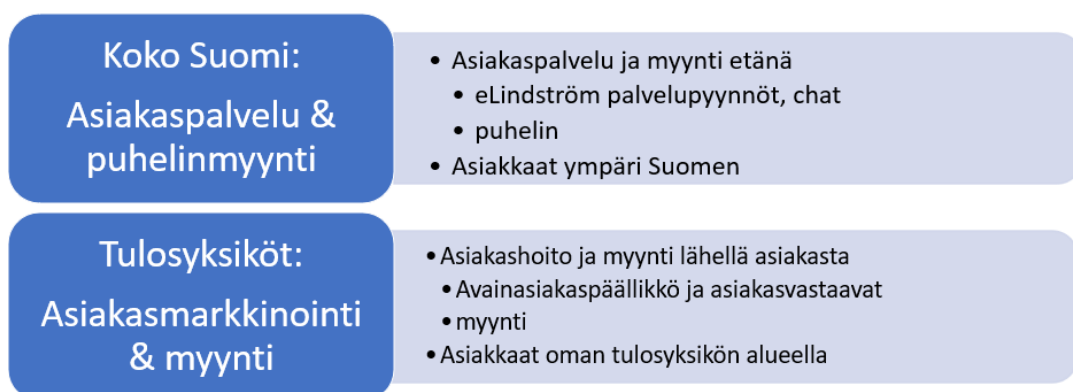 Koko Suomi:
Asiakaspalvelu &
puhelinmyynti
• Asiakaspalvelu ja myynti etänä
• eLindström palvelupyynnöt, chat
• puhelin
• Asiakkaat ympäri Suomen
Tulosyksiköt:
Asiakasmarkkinointi
& myynti
•Asiakashoito ja myynti lähellä asiakasta
•Avainasiakaspäällikkö ja asiakasvastaavat
•myynti
•Asiakkaat oman tulosyksikön alueella